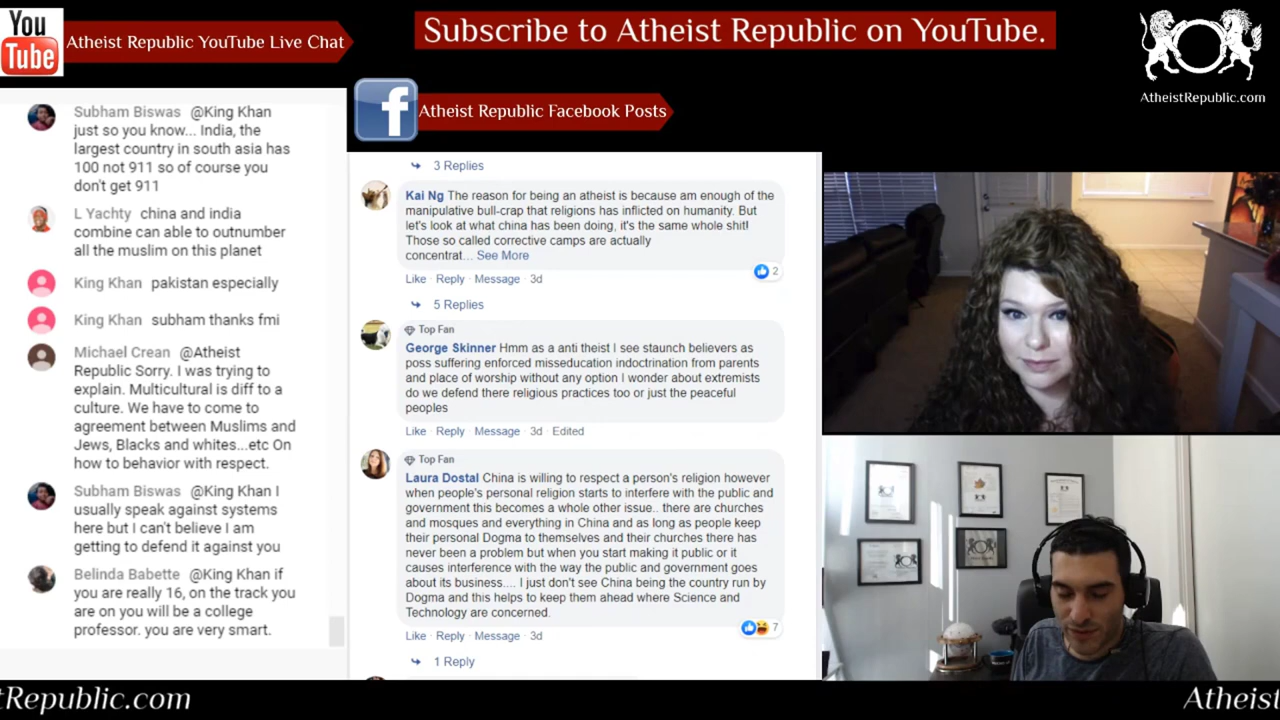 You
Tube
Atheist Republic YouTube Live Chat
Subscribe to Atheist Republic on YouTube.
AtheistRepublic.com
f
Atheist Republic Facebook Posts
Subham Biswas @King Khan
just so you know... India, the
largest country in south asia has
100 not 911 so of course you
don't get 911
L Yachty china and india
combine can able to outnumber
all the muslim on this planet
King Khan pakistan especially
King Khan subham thanks fmi
Michael Crean @Atheist
Republic Sorry. I was trying to
explain. Multicultural is diff to a
culture. We have to come to
agreement between Muslims and
Jews, Blacks and whites...etc On
how to behavior with respect.
Subham Biswas @King Khan I
usually speak against systems
here but I can't believe I am
getting to defend it against you
Belinda Babette @King Khan if
you are really 16, on the track you
are on you will be a college
professor. you are very smart.
3 Replies
Kai Ng The reason for being an atheist is because am enough of the
manipulative bull-crap that religions has inflicted on humanity. But
let's look at what china has been doing, it's the same whole shit!
Those so called corrective camps are actually
concentrat... See More
2
Like · Reply · Message · 3d
5 Replies
Top Fan
George Skinner Hmm as a anti theist I see staunch believers as
poss suffering enforced misseducation indoctrination from parents
and place of worship without any option I wonder about extremists
do we defend there religious practices too or just the peaceful
peoples
Like · Reply · Message · 3d · Edited
Top Fan
Laura Dostal China is willing to respect a person's religion however
when people's personal religion starts to interfere with the public and
government this becomes a whole other issue.. there are churches
and mosques and everything in China and as long as people keep
their personal Dogma to themselves and their churches there has
never been a problem but when you start making it public or it
causes interference with the way the public and government goes
about its business.... I just don't see China being the country run by
Dogma and this helps to keep them ahead where Science and
Technology are concerned.
7
Like · Reply · Message · 3d
1 Reply
tRepublic.com
Atheist